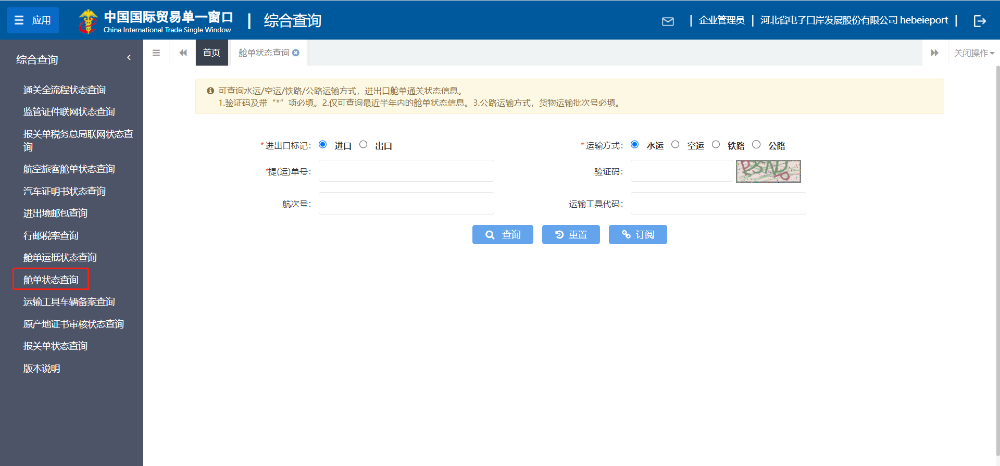 应用
中国国际贸易单一窗口
China International Trade Single Window
综合查询
企业管理员
河北省电子口岸发展股份有限公司 hebeieport
综合查询
通关全流程状态查询
监管证件联网状态查询
报关单税务总局联网状态查
询
航空旅客舱单状态查询
汽车证明书状态查询
进出境邮包查询
行邮税率查询
舱单运抵状态查询
舱单状态查询
运输工具车辆备案查询
原产地证书审核状态查询
报关单状态查询
版本说明
首页
舱单状态查询
关闭操作
可查询水运/空运/铁路/公路运输方式，进出口舱单通关状态信息。
1.验证码及带“*”项必填。2.仅可查询最近半年内的舱单状态信息。3.公路运输方式，货物运输批次号必填。
*进出口标记： 进口 出口
*运输方式： 水运 空运 铁路 公路
*提(运)单号：
验证码：
航次号：
运输工具代码：
查询
重置
订阅